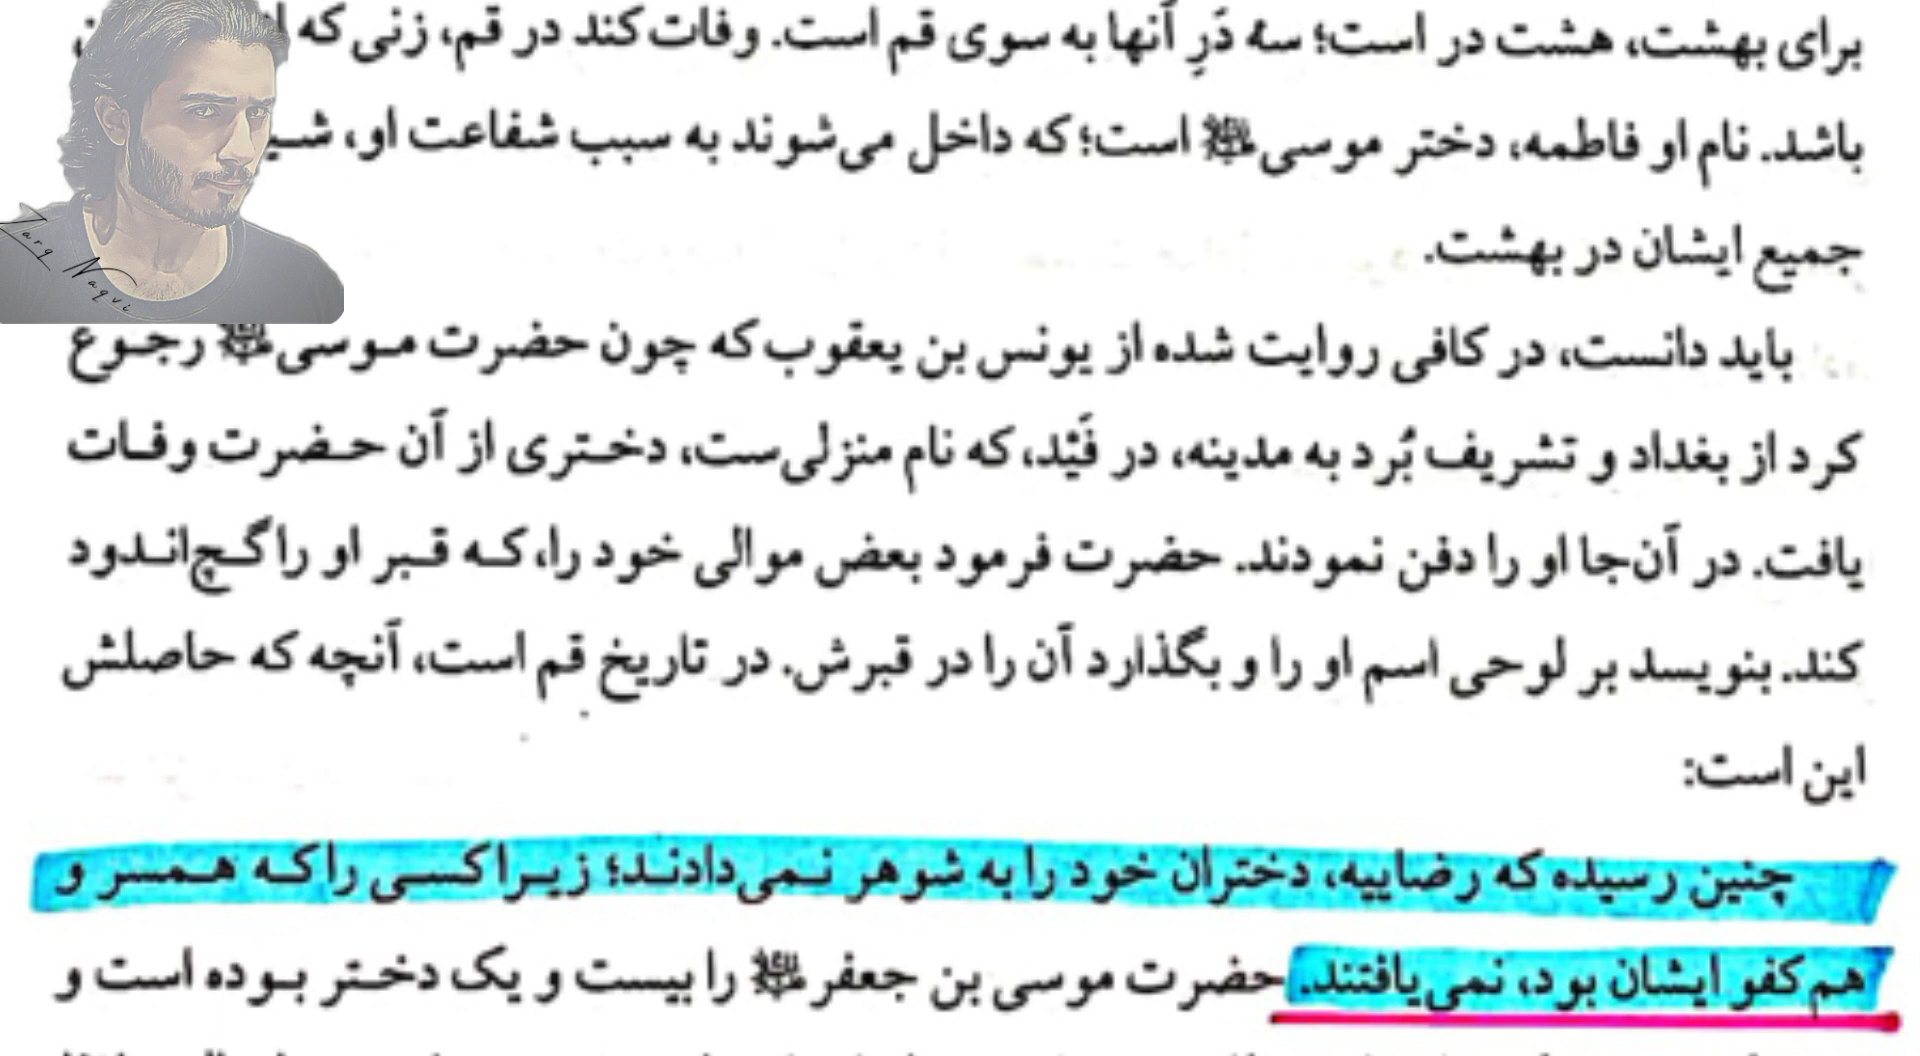 برای بهشت، هشت در است؛ سهٔ دَرِ آنها به سوی قم است. وفات‌کند در قم، زنی که
باشد. نام او فاطمه، دختر موسی﵇ است؛ که داخل می‌شوند به سبب شفاعت او،
جمیع ایشان در بهشت.
باید دانست، در کافی روایت شده از یونس بن یعقوب که چون حضرت موسی﵇ رجوع
کرد از بغداد و تشریف بُرد به مدینه، در فَیْد، که نام منزلی‌ست، دختری از آن حضرت وفات
یافت. در آن‌جا او را دفن نمودند. حضرت فرمود بعض موالی خود را، که قبر او را گچ‌اندود
کند. بنویسد بر لوحی اسم او را و بگذارد آن را در قبرش. در تاریخ قم است، آنچه که حاصلش
این است:
چنین رسیده که رضاییه، دختران خود را به شوهر نمی‌دادند؛ زیرا کسی را که همسر و
هم کفو ایشان بود، نمی‌یافتند. حضرت موسی بن جعفر﵇ را بیست و یک دختر بوده است و
Zarq Naqvi